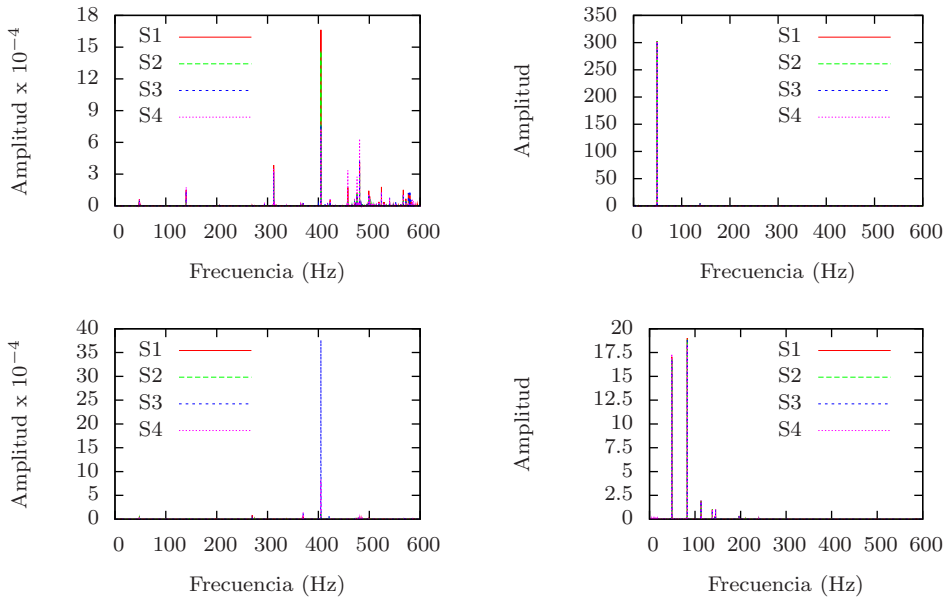 Amplitud x 10−4
18
15
12
9
6
3
0
S1
S2
S3
S4
0 100 200 300 400 500 600
Frecuencia (Hz)
Amplitud
350
300
250
200
150
100
50
0
S1
S2
S3
S4
0 100 200 300 400 500 600
Frecuencia (Hz)
Amplitud x 10−4
40
35
30
25
20
15
10
5
0
S1
S2
S3
S4
0 100 200 300 400 500 600
Frecuencia (Hz)
Amplitud
20
17.5
15
12.5
10
7.5
5
2.5
0
S1
S2
S3
S4
0 100 200 300 400 500 600
Frecuencia (Hz)